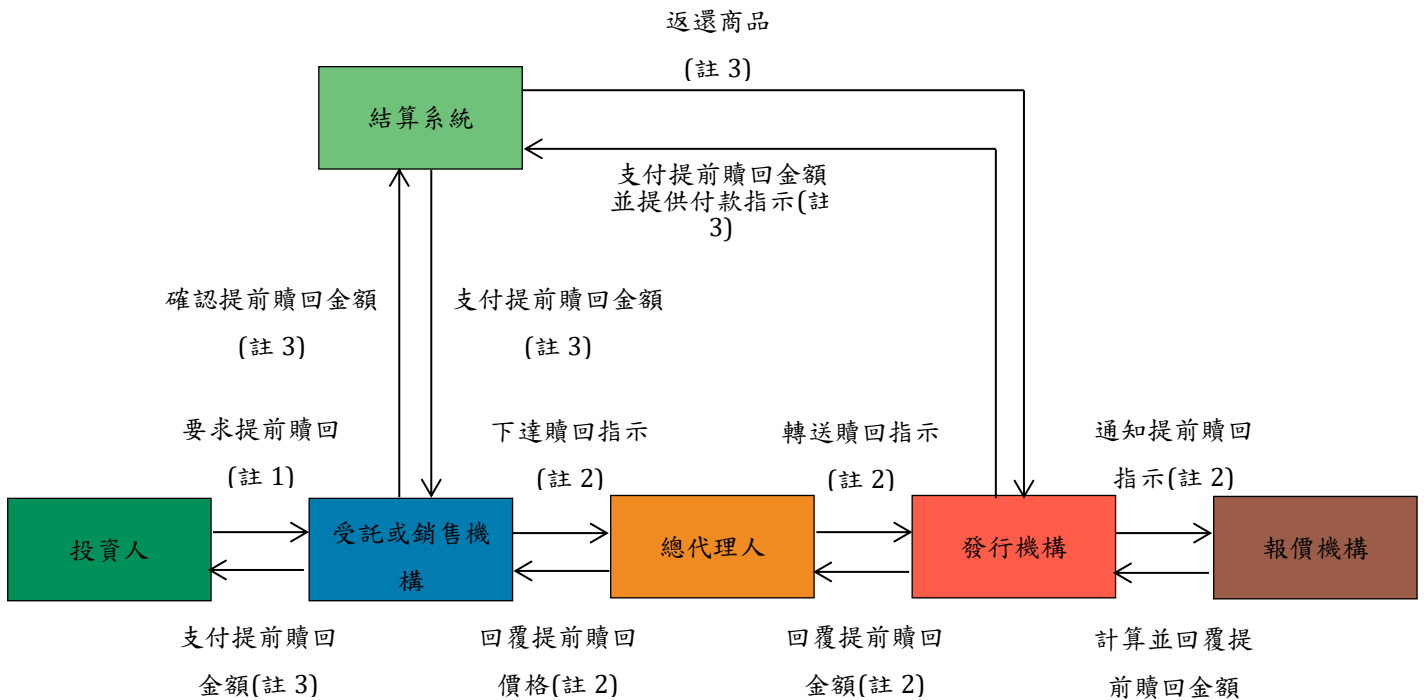 返還商品
(註 3)
結算系統
支付提前贖回金額
並提供付款指示(註
3)
確認提前贖回金額
(註 3)
支付提前贖回金額
(註 3)
要求提前贖回
(註 1)
下達贖回指示
(註 2)
轉送贖回指示
(註 2)
通知提前贖回
指示(註 2)
投資人
受託或銷售機
構
總代理人
發行機構
報價機構
支付提前贖回
金額(註 3)
回覆提前贖回
價格(註 2)
回覆提前贖回
金額(註 2)
計算並回覆提
前贖回金額